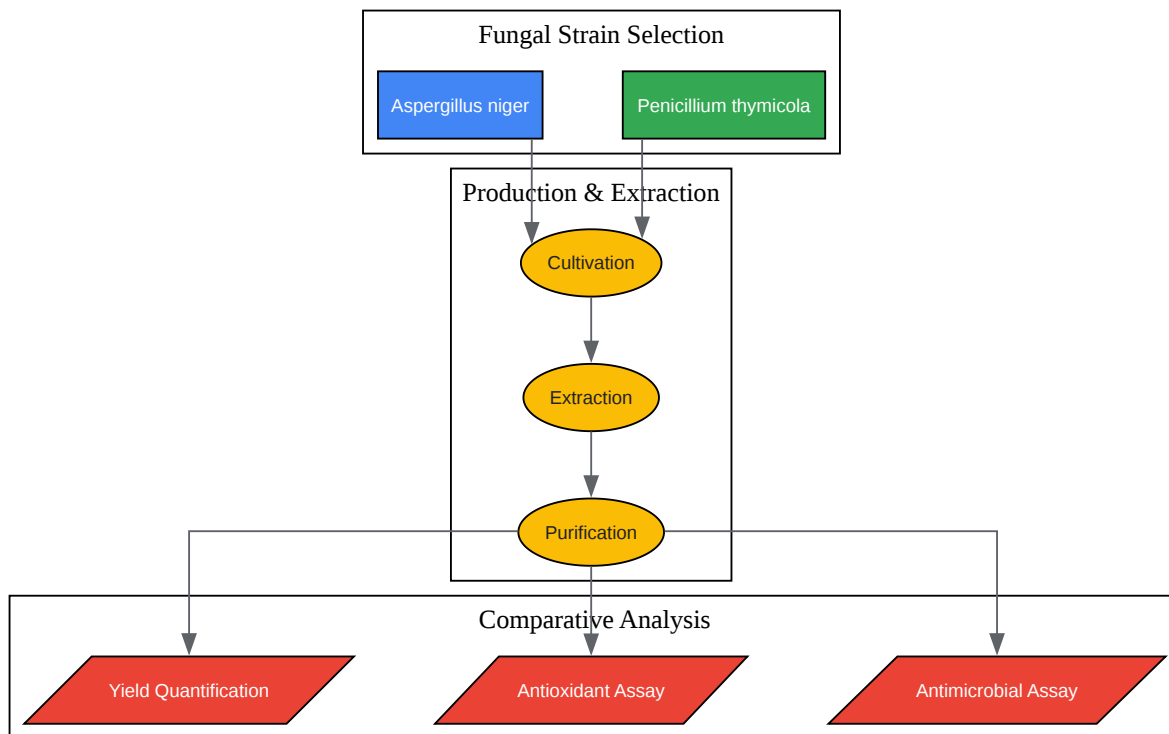 Fungal Strain Selection
Aspergillus niger
Penicillium thymicola
Production & Extraction
Cultivation
Extraction
Purification
Comparative Analysis
Yield Quantification
Antioxidant Assay
Antimicrobial Assay